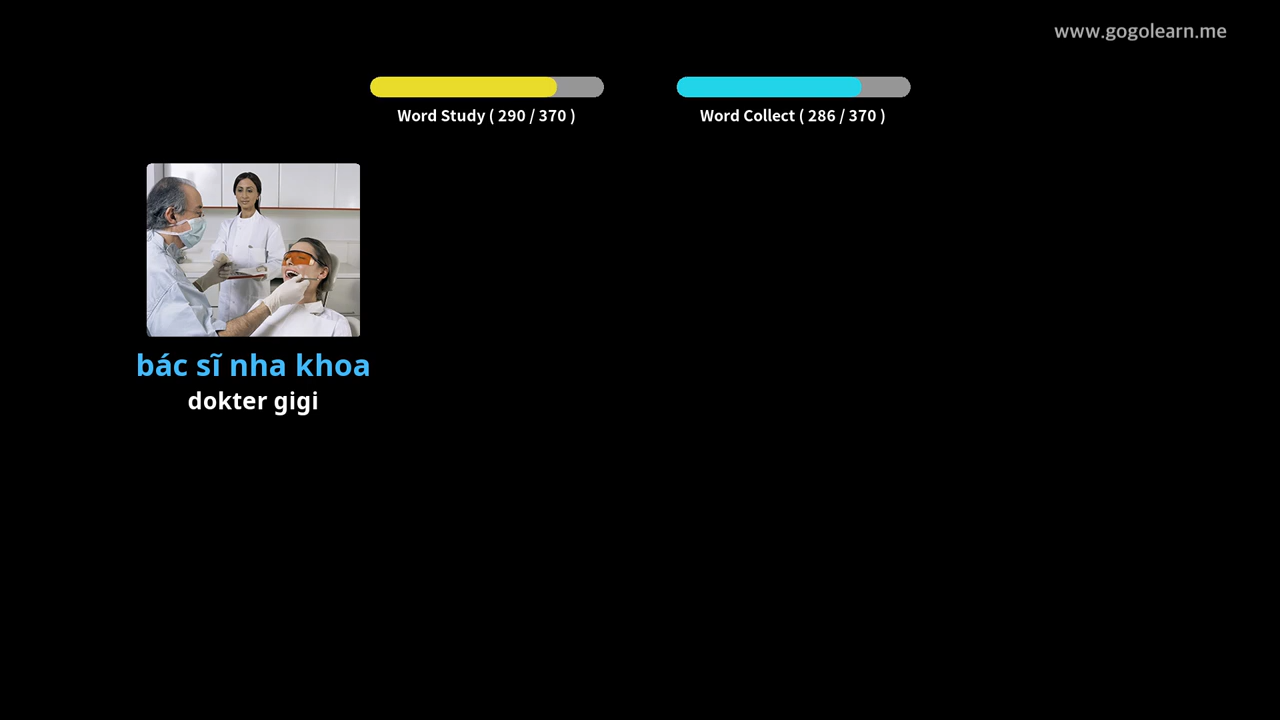 www.gogolearn.me
Word Study ( 290 / 370 )
Word Collect ( 286 / 370 )
bác sĩ nha khoa
dokter gigi